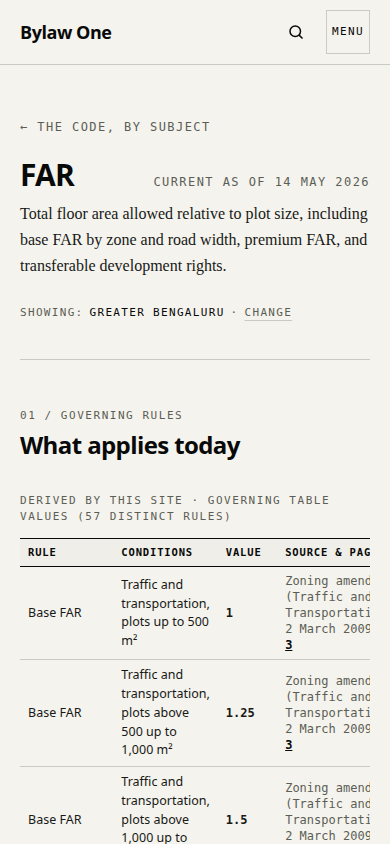 Bylaw One
MENU
← THE CODE, BY SUBJECT
FAR
CURRENT AS OF 14 MAY 2026
Total floor area allowed relative to plot size, including
base FAR by zone and road width, premium FAR, and
transferable development rights.
SHOWING: GREATER BENGALURU · CHANGE
01 / GOVERNING RULES
What applies today
DERIVED BY THIS SITE · GOVERNING TABLE
VALUES (57 DISTINCT RULES)
RULE CONDITIONS VALUE SOURCE & PAG
Base FAR
Traffic and
transportation,
plots up to 500
m²
1
Zoning amend
(Traffic and
Transportati
2 March 2009
3
Base FAR
Traffic and
transportation,
plots above
500 up to
1,000 m²
1.25
Zoning amend
(Traffic and
Transportati
2 March 2009
3
Base FAR
Traffic and
transportation,
plots above
1,000 up to
1.5
Zoning amend
(Traffic and
Transportati
2 March 2009